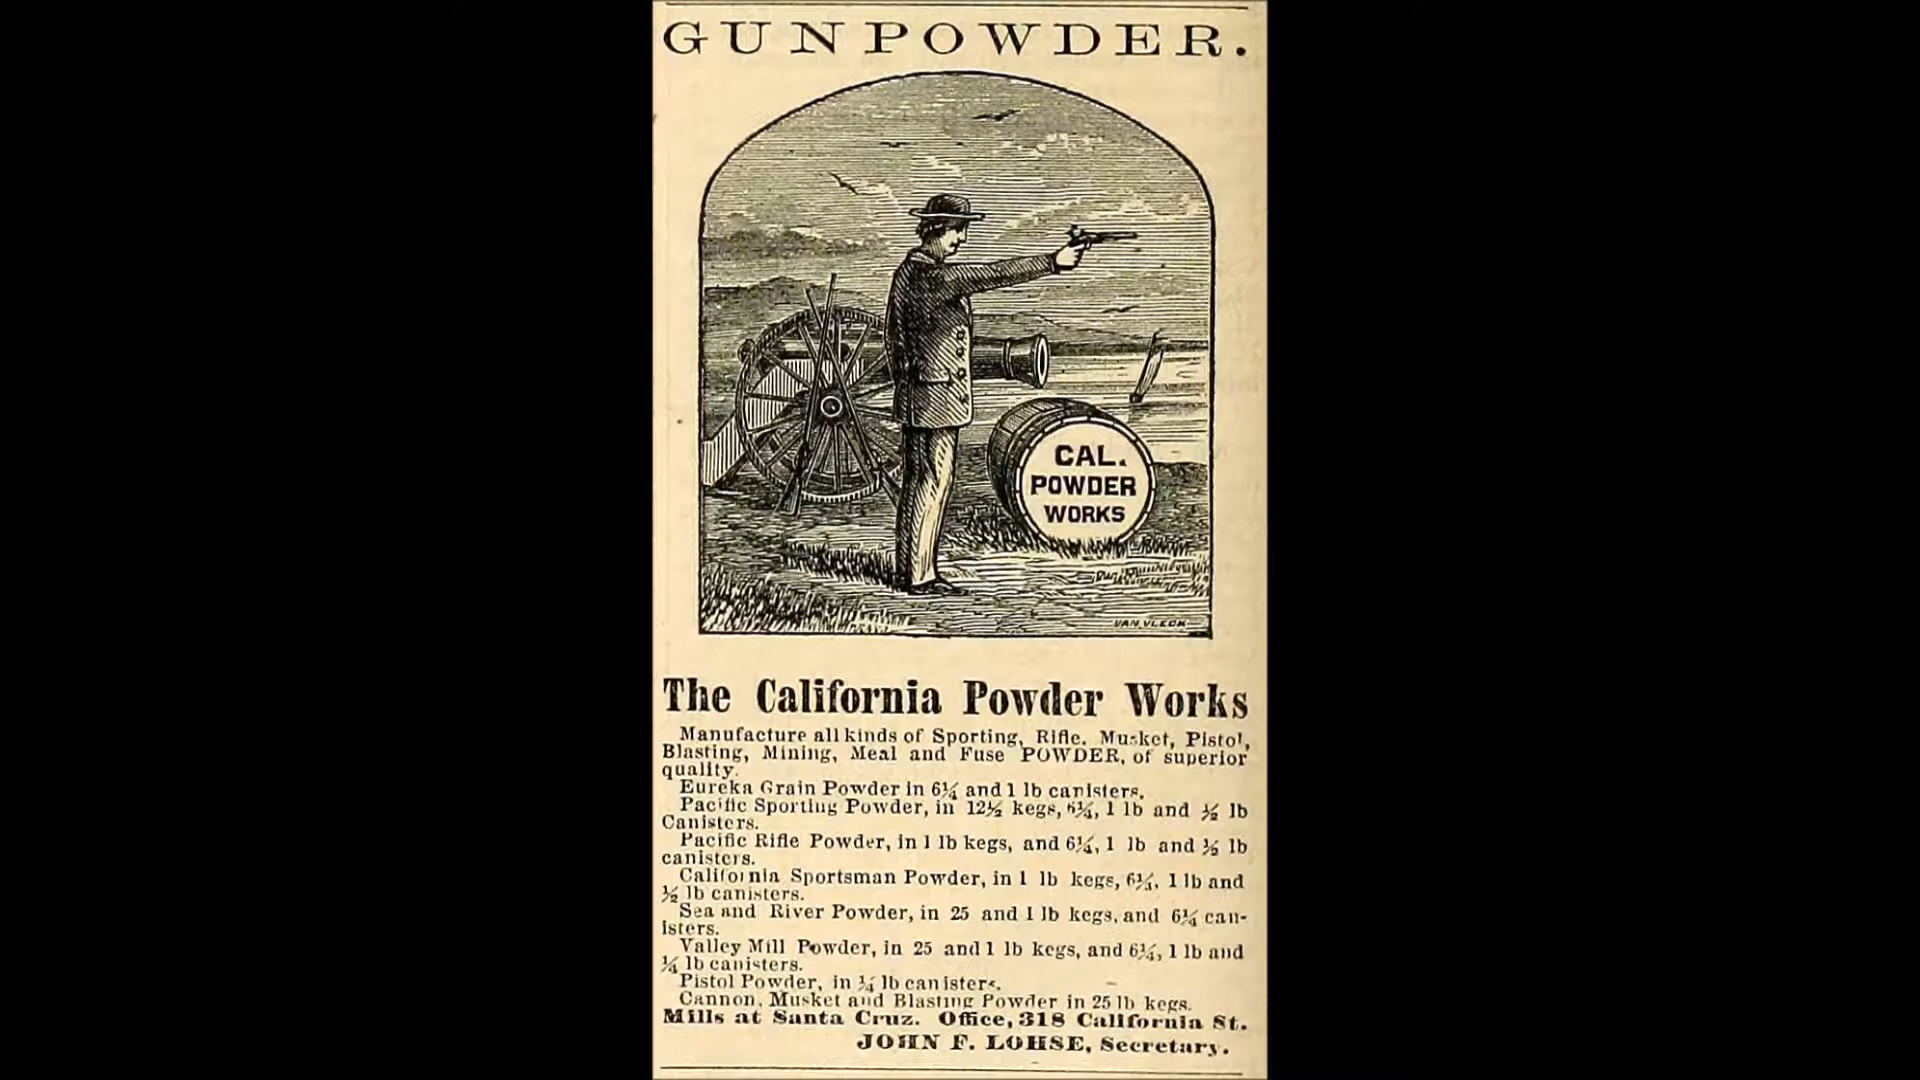 GUNPOWDER.
CAL.
POWDER
WORKS
VAN VLECK
The California Powder Works
Manufacture all kinds of Sporting, Rifle, Musket, Pistol,
Blasting, Mining, Meal and Fuse POWDER, of superior
quality.
Eureka Grain Powder in 6¼ and 1 lb canisters.
Pacific Sporting Powder, in 12½ kegs, 6¼, 1 lb and ½ lb
Canisters.
Pacific Rifle Powder, in 1 lb kegs, and 6¼, 1 lb and ½ lb
canisters.
California Sportsman Powder, in 1 lb kegs, 6¼, 1 lb and
½ lb canisters.
Sea and River Powder, in 25 and 1 lb kegs, and 6¼ can-
isters.
Valley Mill Powder, in 25 and 1 lb kegs, and 6¼, 1 lb and
¼ lb canisters.
Pistol Powder, in ¼ lb canisters.
Cannon, Musket and Blasting Powder in 25 lb kegs.
Mills at Santa Cruz. Office, 318 California St.
JOHN F. LOHSE, Secretary.